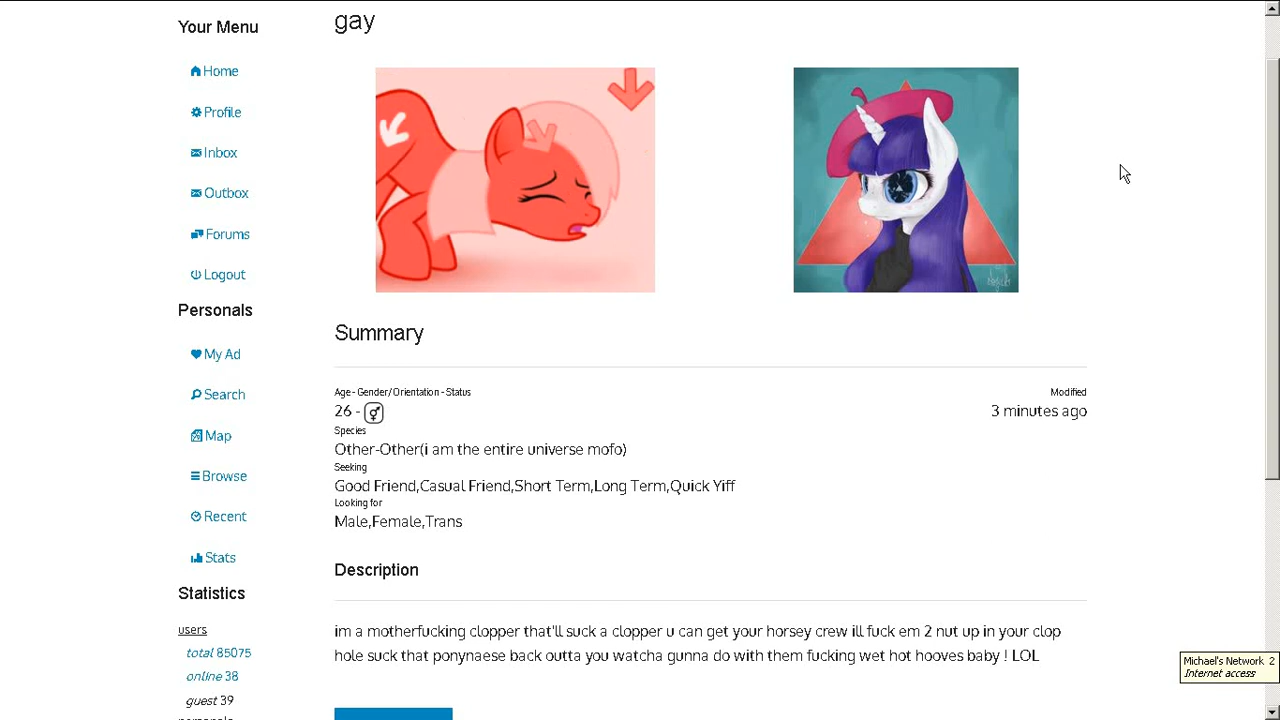 Your Menu
Home
Profile
Inbox
Outbox
Forums
Logout
Personals
My Ad
Search
Map
Browse
Recent
Stats
Statistics
users
total 85075
online 38
guest 39
gay
Summary
Age - Gender/Orientation - Status
Modified
26 -
3 minutes ago
Species
Other-Other(i am the entire universe mofo)
Seeking
Good Friend,Casual Friend,Short Term,Long Term,Quick Yiff
Looking for
Male,Female,Trans
Description
im a motherfucking clopper that'll suck a clopper u can get your horsey crew ill fuck em 2 nut up in your clop
hole suck that ponynaese back outta you watcha gunna do with them fucking wet hot hooves baby ! LOL
Michael's Network 2
Internet access